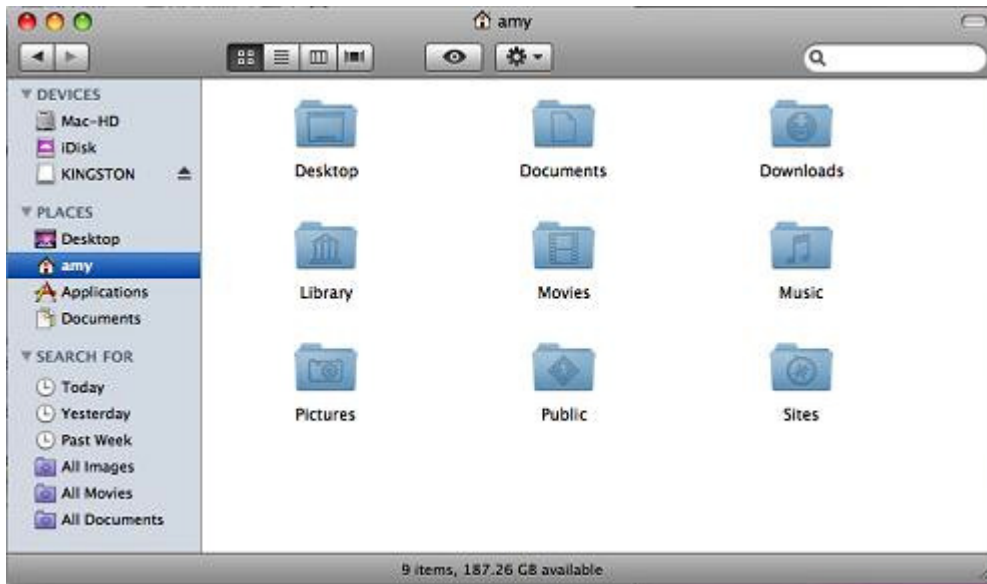 amy
DEVICES
Mac-HD
iDisk
KINGSTON
PLACES
Desktop
amy
Applications
Documents
SEARCH FOR
Today
Yesterday
Past Week
All Images
All Movies
All Documents
Desktop Documents Downloads
Library Movies Music
Pictures Public Sites
9 items, 187.26 GB available